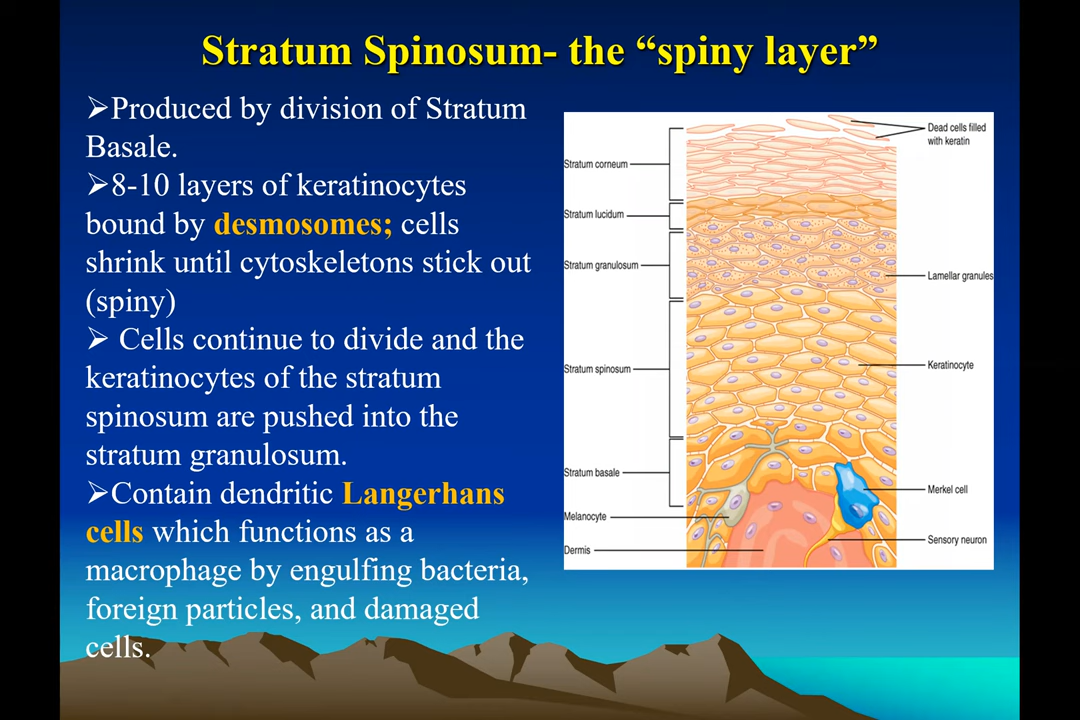 Stratum Spinosum- the “spiny layer”
➢Produced by division of Stratum
Basale.
➢8-10 layers of keratinocytes
bound by desmosomes; cells
shrink until cytoskeletons stick out
(spiny)
➢ Cells continue to divide and the
keratinocytes of the stratum
spinosum are pushed into the
stratum granulosum.
➢Contain dendritic Langerhans
cells which functions as a
macrophage by engulfing bacteria,
foreign particles, and damaged
cells.
Stratum corneum
Stratum lucidum
Stratum granulosum
Stratum spinosum
Stratum basale
Melanocyte
Dermis
Dead cells filled
with keratin
Lamellar granules
Keratinocyte
Merkel cell
Sensory neuron